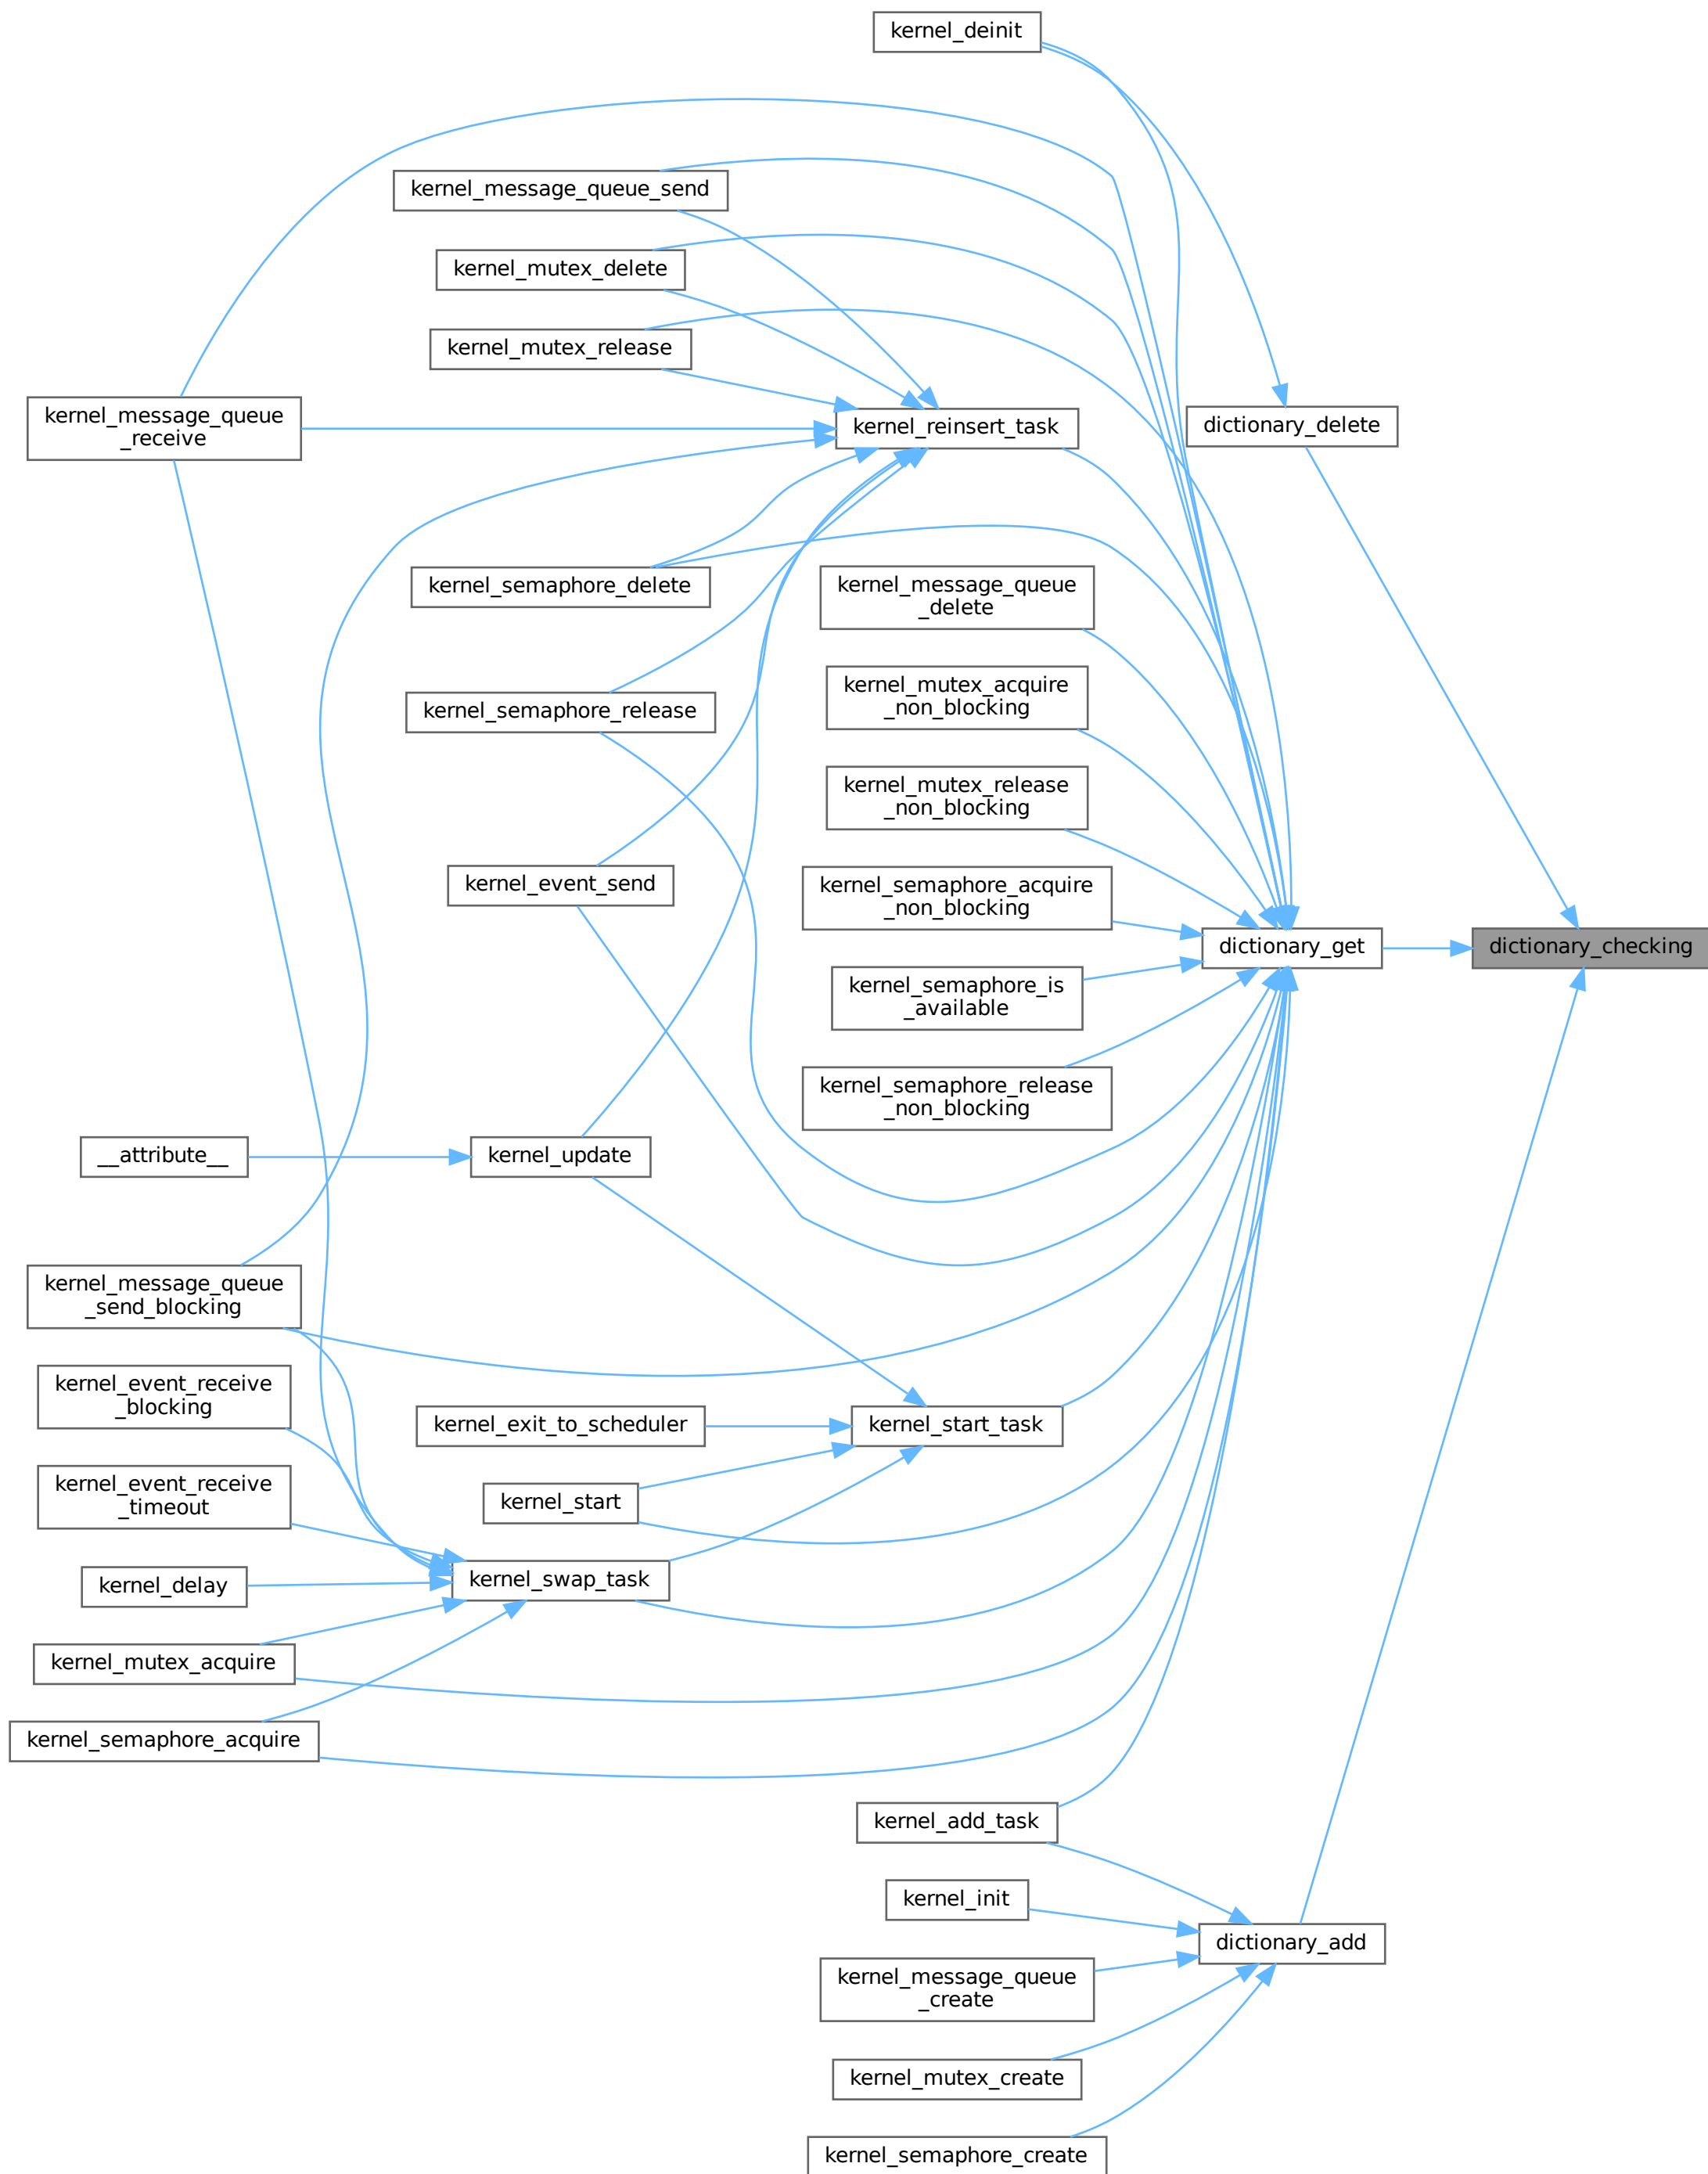 kernel_deinit
kernel_message_queue_send
kernel_mutex_delete
kernel_mutex_release
kernel_message_queue
_receive
kernel_reinsert_task
dictionary_delete
kernel_semaphore_delete
kernel_message_queue
_delete
kernel_mutex_acquire
_non_blocking
kernel_semaphore_release
kernel_mutex_release
_non_blocking
kernel_event_send
kernel_semaphore_acquire
_non_blocking
dictionary_get
dictionary_checking
kernel_semaphore_is
_available
kernel_semaphore_release
_non_blocking
__attribute__
kernel_update
kernel_message_queue
_send_blocking
kernel_event_receive
_blocking
kernel_exit_to_scheduler
kernel_start_task
kernel_event_receive
_timeout
kernel_start
kernel_delay
kernel_swap_task
kernel_mutex_acquire
kernel_semaphore_acquire
kernel_add_task
kernel_init
dictionary_add
kernel_message_queue
_create
kernel_mutex_create
kernel_semaphore_create